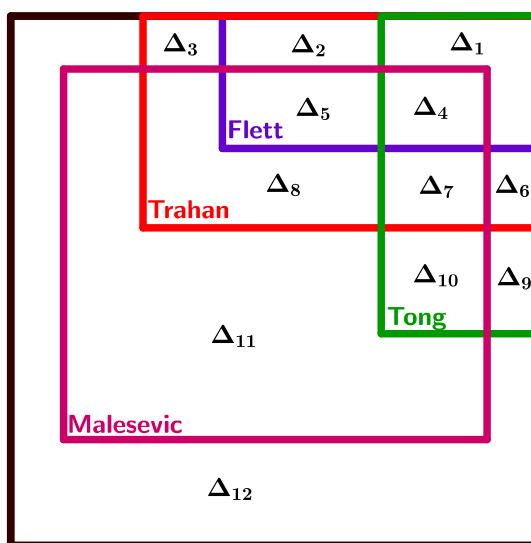 Δ₃ Δ₂ Δ₁
Δ₅ Δ₄
Flett
Δ₈ Δ₇ Δ₆
Trahan
Δ₁₀ Δ₉
Tong
Δ₁₁
Malesevic
Δ₁₂